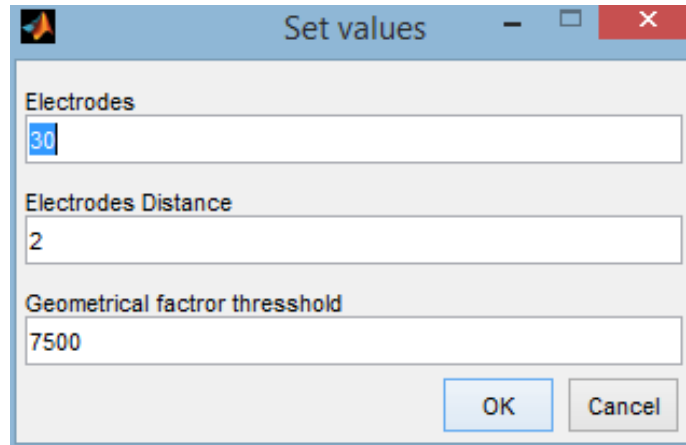 Set values
Electrodes
30
Electrodes Distance
2
Geometrical factror thresshold
7500
OK Cancel